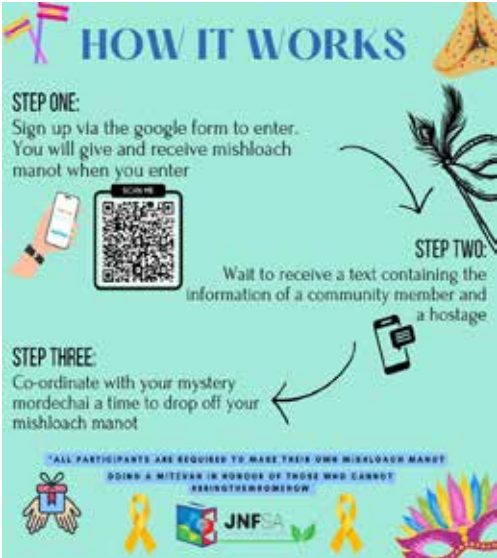 HOW IT WORKS
STEP ONE:
Sign up via the google form to enter.
You will give and receive mishloach
manot when you enter
SCAN ME
STEP TWO:
Wait to receive a text containing the
information of a community member and
a hostage
STEP THREE:
Co-ordinate with your mystery
mordechai a time to drop off your
mishloach manot
*ALL PARTICIPANTS ARE REQUIRED TO MAKE THEIR OWN MISHLOACH MANOT
DOING A MITZVAH IN HONOUR OF THOSE WHO CANNOT
#BRINGTHEMHOMENOW
JNFSA